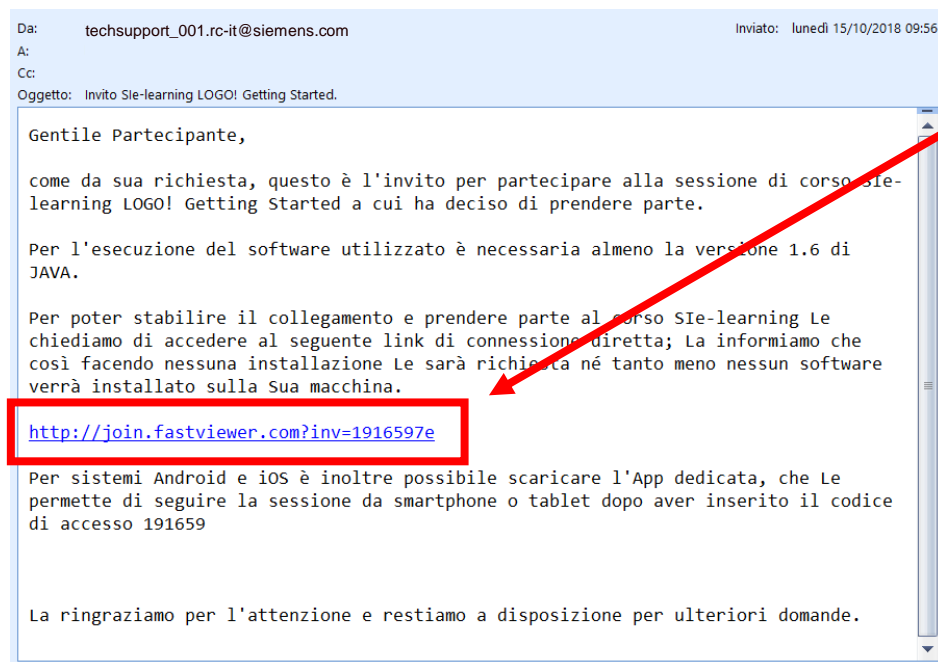 Da: techsupport_001.rc-it@siemens.com Inviato: lunedì 15/10/2018 09:56
A:
Cc:
Oggetto: Invito SIe-learning LOGO! Getting Started.
Gentile Partecipante,
come da sua richiesta, questo è l'invito per partecipare alla sessione di corso SIe-
learning LOGO! Getting Started a cui ha deciso di prendere parte.
Per l'esecuzione del software utilizzato è necessaria almeno la versione 1.6 di
JAVA.
Per poter stabilire il collegamento e prendere parte al corso SIe-learning Le
chiediamo di accedere al seguente link di connessione diretta; La informiamo che
così facendo nessuna installazione Le sarà richiesta né tanto meno nessun software
verrà installato sulla Sua macchina.
http://join.fastviewer.com?inv=1916597e
Per sistemi Android e iOS è inoltre possibile scaricare l'App dedicata, che Le
permette di seguire la sessione da smartphone o tablet dopo aver inserito il codice
di accesso 191659
La ringraziamo per l'attenzione e restiamo a disposizione per ulteriori domande.